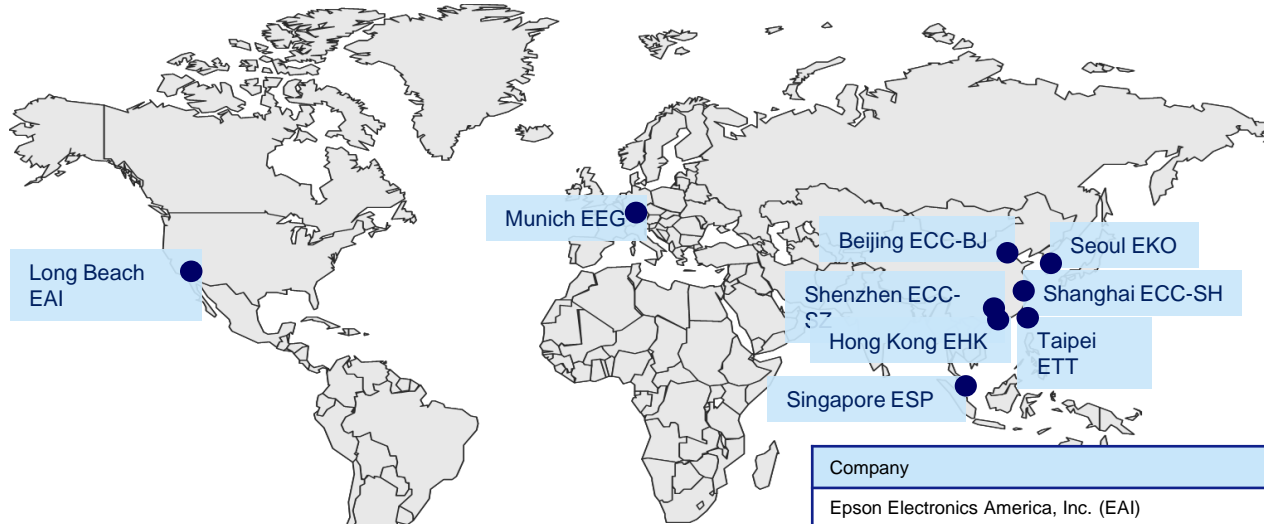 Munich EEG
Beijing ECC-BJ
Seoul EKO
Long Beach
EAI
Shenzhen ECC-
SZ
Shanghai ECC-SH
Hong Kong EHK
Taipei
ETT
Singapore ESP
Company
Epson Electronics America, Inc. (EAI)